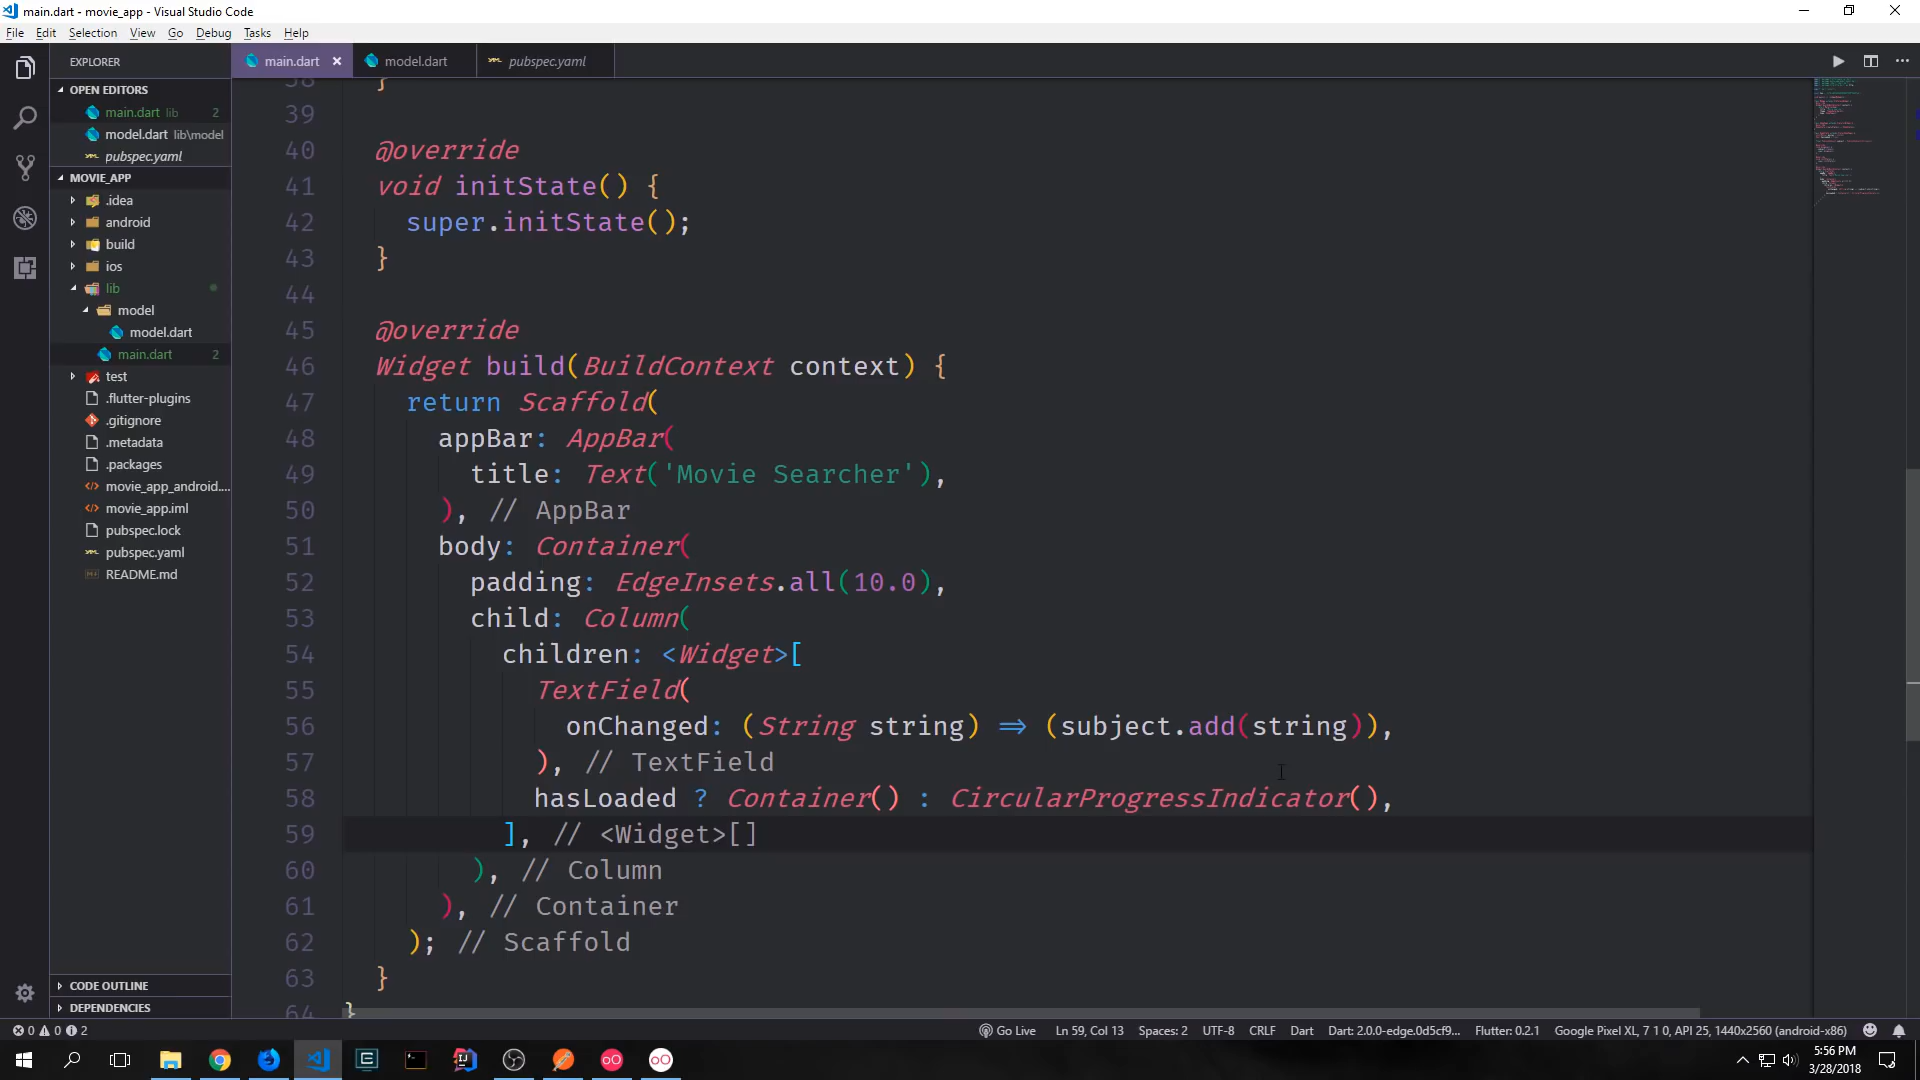 main.dart - movie_app - Visual Studio Code
File Edit Selection View Go Debug Tasks Help
EXPLORER
OPEN EDITORS
main.dart lib 2
model.dart lib\model
pubspec.yaml
MOVIE_APP
.idea
android
build
ios
lib
model
model.dart
main.dart 2
test
.flutter-plugins
.gitignore
.metadata
.packages
movie_app_android....
movie_app.iml
pubspec.lock
pubspec.yaml
README.md
CODE OUTLINE
DEPENDENCIES
main.dart × model.dart pubspec.yaml
38 }
39
40 @override
41 void initState() {
42 super.initState();
43 }
44
45 @override
46 Widget build(BuildContext context) {
47 return Scaffold(
48 appBar: AppBar(
49 title: Text('Movie Searcher'),
50 ), // AppBar
51 body: Container(
52 padding: EdgeInsets.all(10.0),
53 child: Column(
54 children: <Widget>[
55 TextField(
56 onChanged: (String string) => (subject.add(string)),
57 ), // TextField
58 hasLoaded ? Container() : CircularProgressIndicator(),
59 ], // <Widget>[]
60 ), // Column
61 ), // Container
62 ); // Scaffold
63 }
64 }
0 0 2 Go Live Ln 59, Col 13 Spaces: 2 UTF-8 CRLF Dart Dart: 2.0.0-edge.0d5cf9... Flutter: 0.2.1 Google Pixel XL, 7 1 0, API 25, 1440x2560 (android-x86)
5:56 PM
3/28/2018